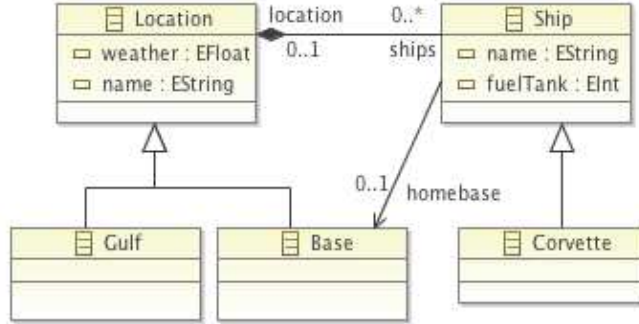 Location
location
0..*
Ship
weather : EFloat
0..1
ships
name : EString
name : EString
fuelTank : EInt
0..1
homebase
Gulf
Base
Corvette